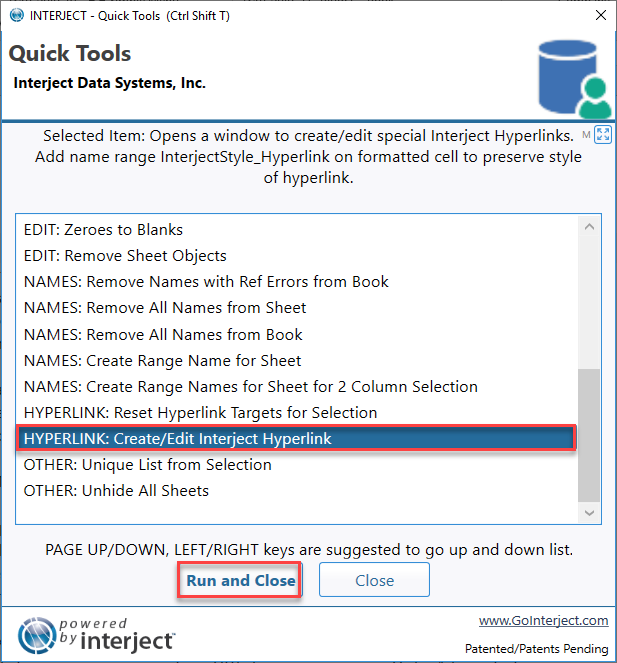 INTERJECT - Quick Tools (Ctrl Shift T)
Quick Tools
Interject Data Systems, Inc.
Selected Item: Opens a window to create/edit special Interject Hyperlinks. M
Add name range InterjectStyle_Hyperlink on formatted cell to preserve style
of hyperlink.
EDIT: Zeroes to Blanks
EDIT: Remove Sheet Objects
NAMES: Remove Names with Ref Errors from Book
NAMES: Remove All Names from Sheet
NAMES: Remove All Names from Book
NAMES: Create Range Name for Sheet
NAMES: Create Range Names for Sheet for 2 Column Selection
HYPERLINK: Reset Hyperlink Targets for Selection
HYPERLINK: Create/Edit Interject Hyperlink
OTHER: Unique List from Selection
OTHER: Unhide All Sheets
PAGE UP/DOWN, LEFT/RIGHT keys are suggested to go up and down list.
Run and Close
Close
powered
by interject™
www.GoInterject.com
Patented/Patents Pending